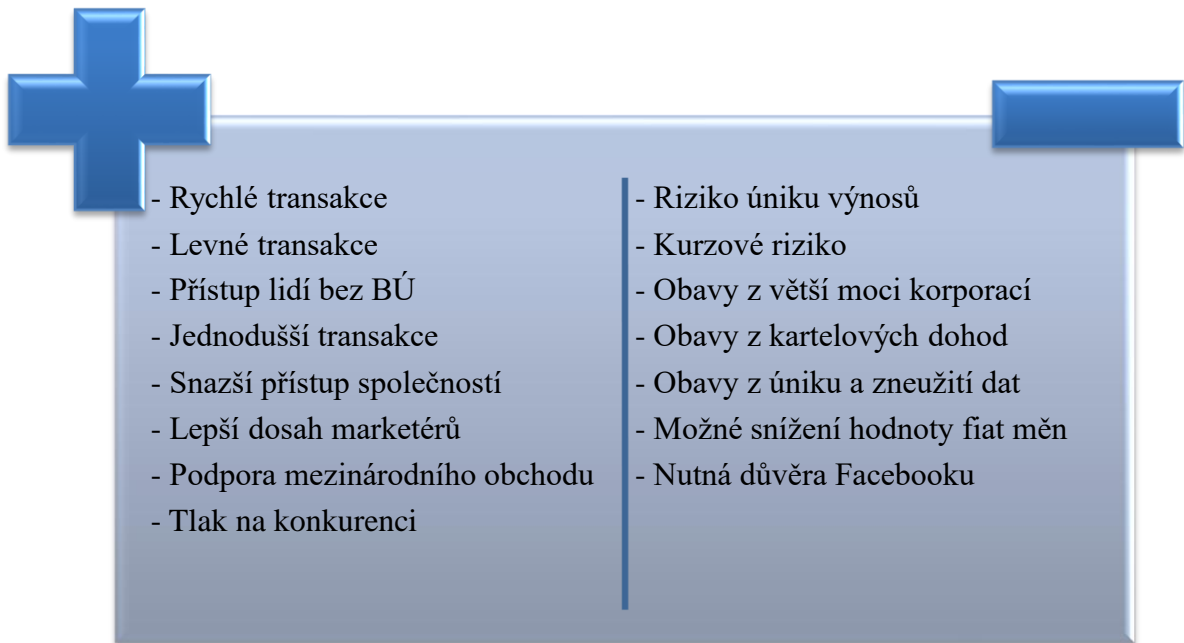 - Rychlé transakce
- Levné transakce
- Přístup lidí bez BÚ
- Jednodušší transakce
- Snazší přístup společností
- Lepší dosah marketérů
- Podpora mezinárodního obchodu
- Tlak na konkurenci
- Riziko úniku výnosů
- Kurzové riziko
- Obavy z větší moci korporací
- Obavy z kartelových dohod
- Obavy z úniku a zneužití dat
- Možné snížení hodnoty fiat měn
- Nutná důvěra Facebooku